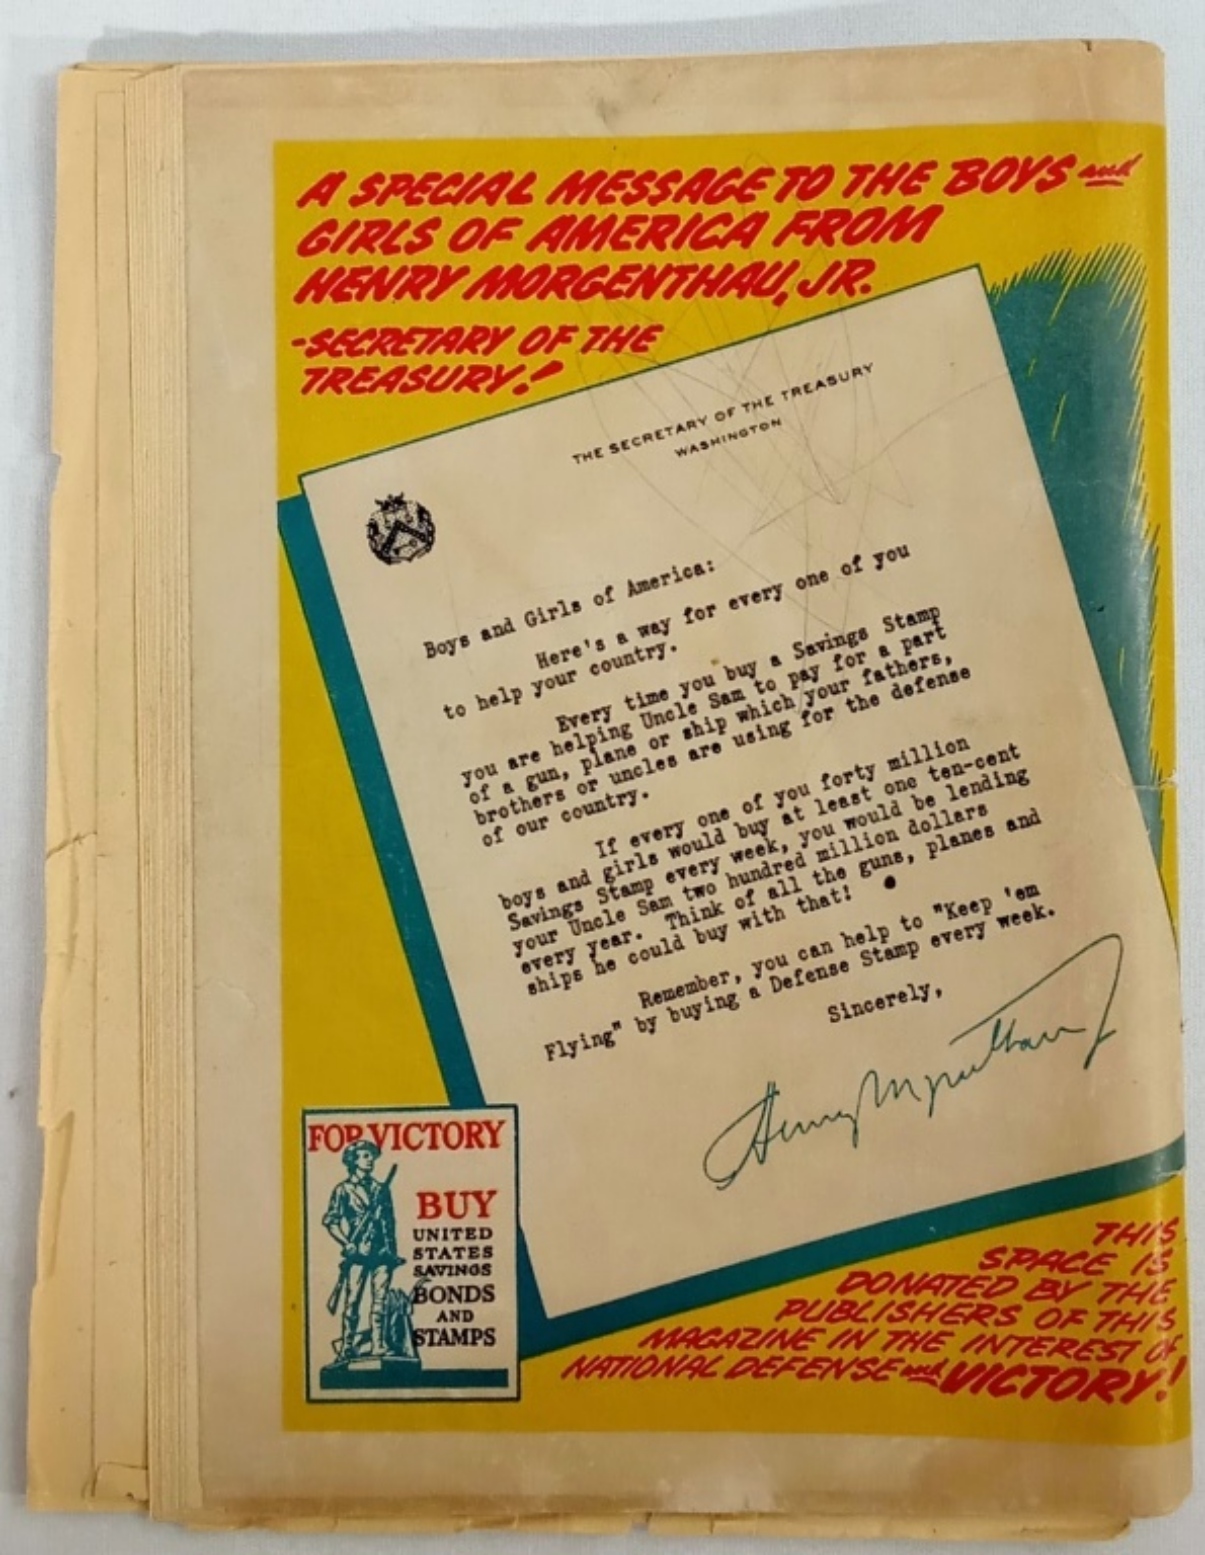 A SPECIAL MESSAGE TO THE BOYS and
GIRLS OF AMERICA FROM
HENRY MORGENTHAU, JR.
-SECRETARY OF THE
TREASURY!
THE SECRETARY OF THE TREASURY
WASHINGTON
Boys and Girls of America:
Here's a way for every one of you
to help your country.
Every time you buy a Savings Stamp
you are helping Uncle Sam to pay for a part
of a gun, plane or ship which your fathers,
brothers or uncles are using for the defense
of our country.
If every one of you forty million
boys and girls would buy at least one ten-cent
Savings Stamp every week, you would be lending
your Uncle Sam two hundred million dollars
every year. Think of all the guns, planes and
ships he could buy with that!
Remember, you can help to "Keep 'em
Flying" by buying a Defense Stamp every week.
Sincerely,
Henry Morgenthau Jr
FOR VICTORY
BUY
UNITED
STATES
SAVINGS
BONDS
AND
STAMPS
THIS
SPACE IS
DONATED BY THE
PUBLISHERS OF THIS
MAGAZINE IN THE INTEREST OF
NATIONAL DEFENSE and VICTORY!